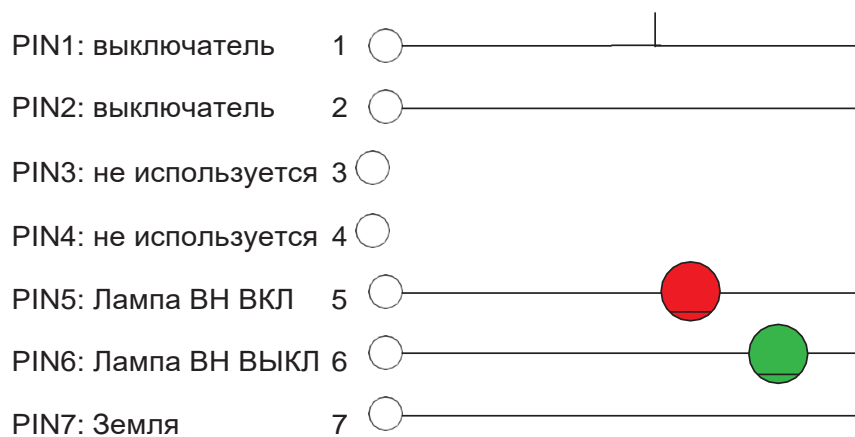 PIN1: выключатель 1
PIN2: выключатель 2
PIN3: не используется 3
PIN4: не используется 4
PIN5: Лампа ВН ВКЛ 5
PIN6: Лампа ВН ВЫКЛ 6
PIN7: Земля 7